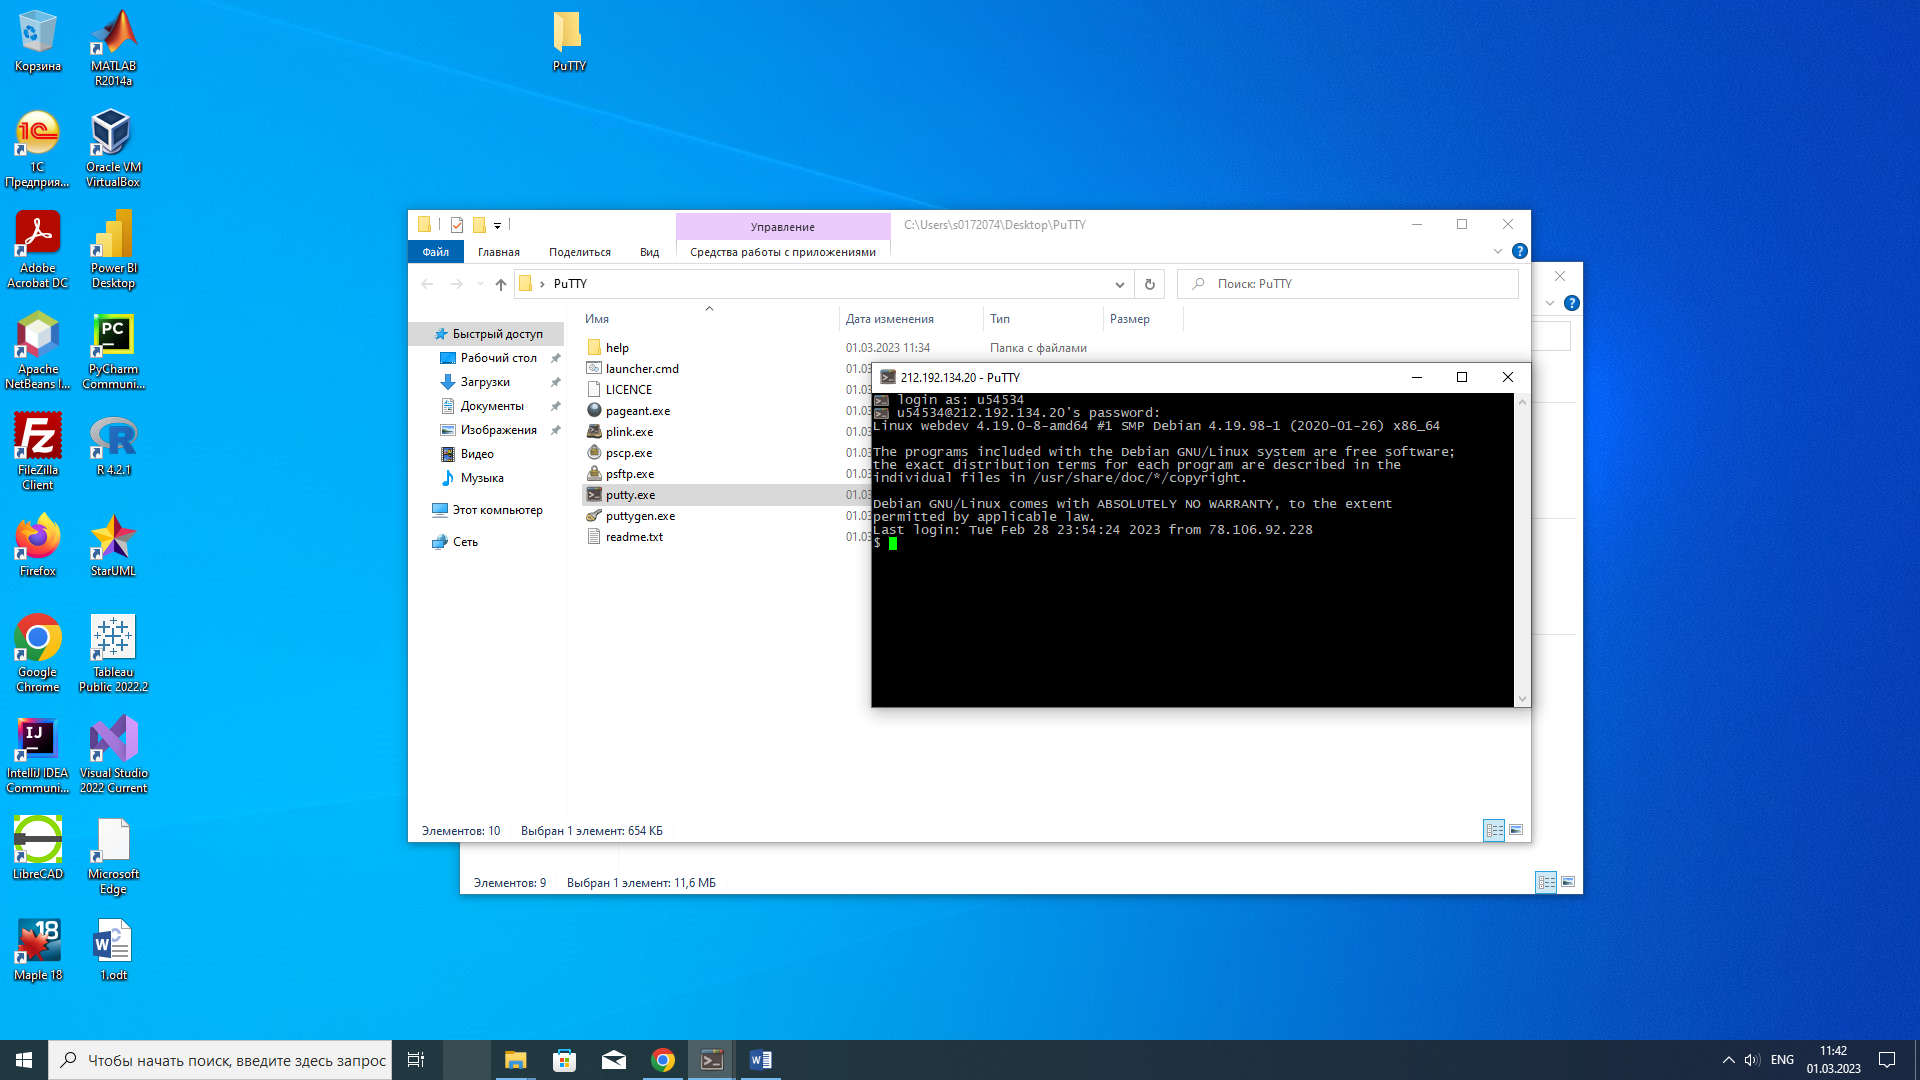 Корзина
MATLAB
R2014a
PuTTY
1С
Предприя...
Oracle VM
VirtualBox
Adobe
Acrobat DC
Power BI
Desktop
Apache
NetBeans I...
PC
PyCharm
Communi...
FileZilla
Client
R 4.2.1
Firefox
StarUML
Google
Chrome
Tableau
Public 2022.2
IJ
IntelliJ IDEA
Communi...
Visual Studio
2022 Current
LibreCAD
Microsoft
Edge
18
Maple 18
1.odt
Управление
C:\Users\s0172074\Desktop\PuTTY
Файл
Главная
Поделиться
Вид
Средства работы с приложениями
PuTTY
Поиск: PuTTY
Быстрый доступ
Рабочий стол
Загрузки
Документы
Изображения
Видео
Музыка
Этот компьютер
Сеть
Имя
Дата изменения
Тип
Размер
help
01.03.2023 11:34
Папка с файлами
launcher.cmd
01.03
LICENCE
01.03
pageant.exe
01.03
plink.exe
01.03
pscp.exe
01.03
psftp.exe
01.03
putty.exe
01.03
puttygen.exe
01.03
readme.txt
01.03
Элементов: 10
Выбран 1 элемент: 654 КБ
212.192.134.20 - PuTTY
login as: u54534
u54534@212.192.134.20's password:
Linux webdev 4.19.0-8-amd64 #1 SMP Debian 4.19.98-1 (2020-01-26) x86_64
The programs included with the Debian GNU/Linux system are free software;
the exact distribution terms for each program are described in the
individual files in /usr/share/doc/*/copyright.
Debian GNU/Linux comes with ABSOLUTELY NO WARRANTY, to the extent
permitted by applicable law.
Last login: Tue Feb 28 23:54:24 2023 from 78.106.92.228
$
Элементов: 9
Выбран 1 элемент: 11,6 МБ
Чтобы начать поиск, введите здесь запрос
ENG
11:42
01.03.2023